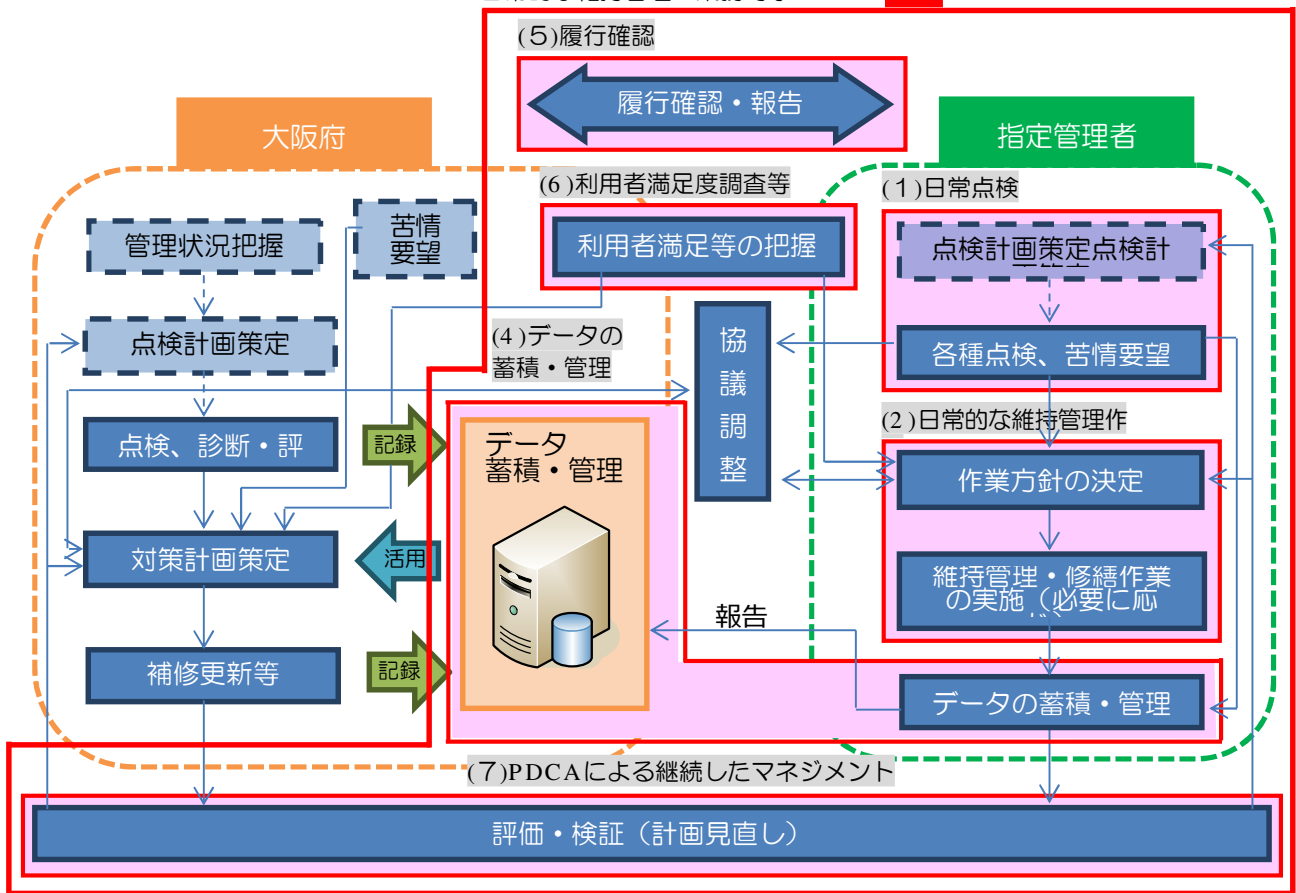 (５)履行確認
履行確認・報告
大阪府
指定管理者
(6)利用者満足度調査等
(１)日常点検
管理状況把握
苦情
要望
利用者満足等の把握
点検計画策定点検計
点検計画策定
(4)データの
蓄積・管理
協
議
調
整
各種点検、苦情要望
(２)日常的な維持管理作
点検、診断・評
記録
データ
蓄積・管理
作業方針の決定
対策計画策定
活用
維持管理・修繕作業
の実施（必要に応
報告
補修更新等
記録
データの蓄積・管理
(７)PDCAによる継続したマネジメント
評価・検証（計画見直し）